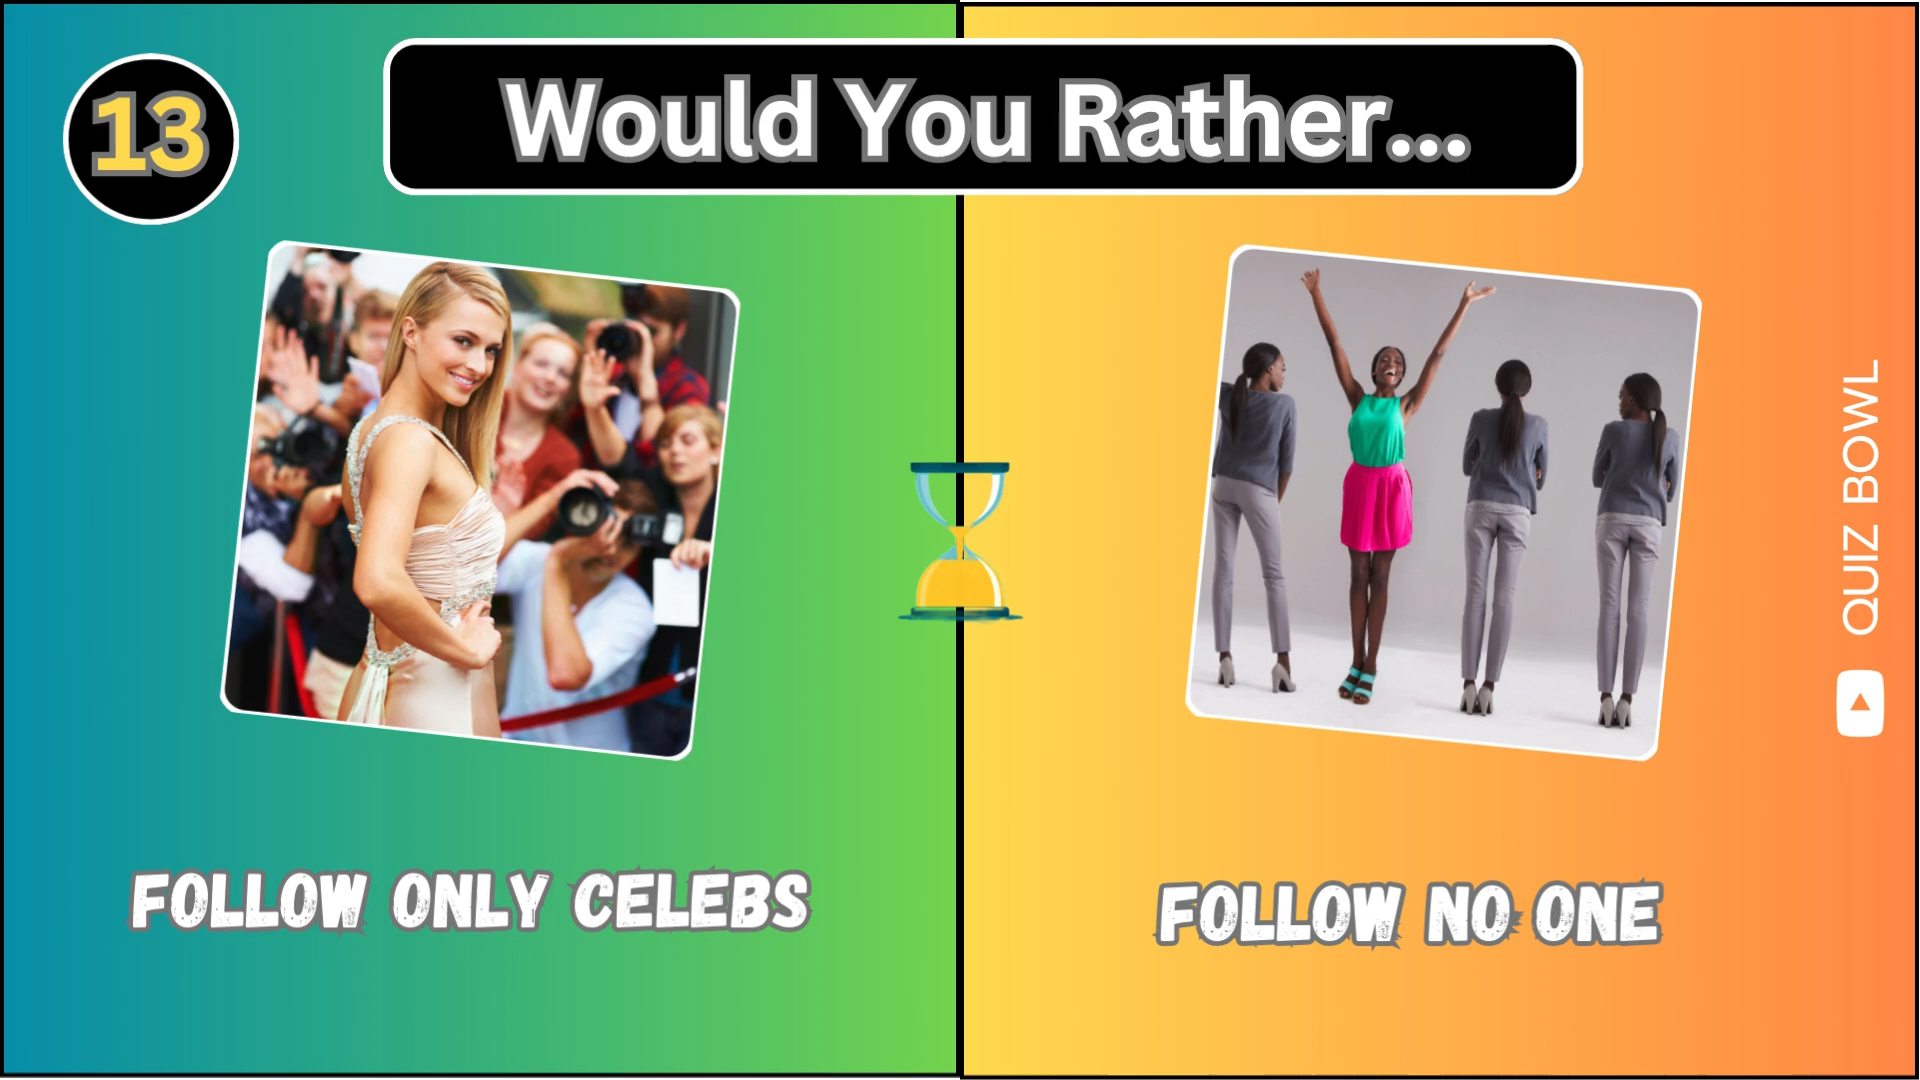 13
Would You Rather...
FOLLOW ONLY CELEBS
FOLLOW NO ONE
QUIZ BOWL